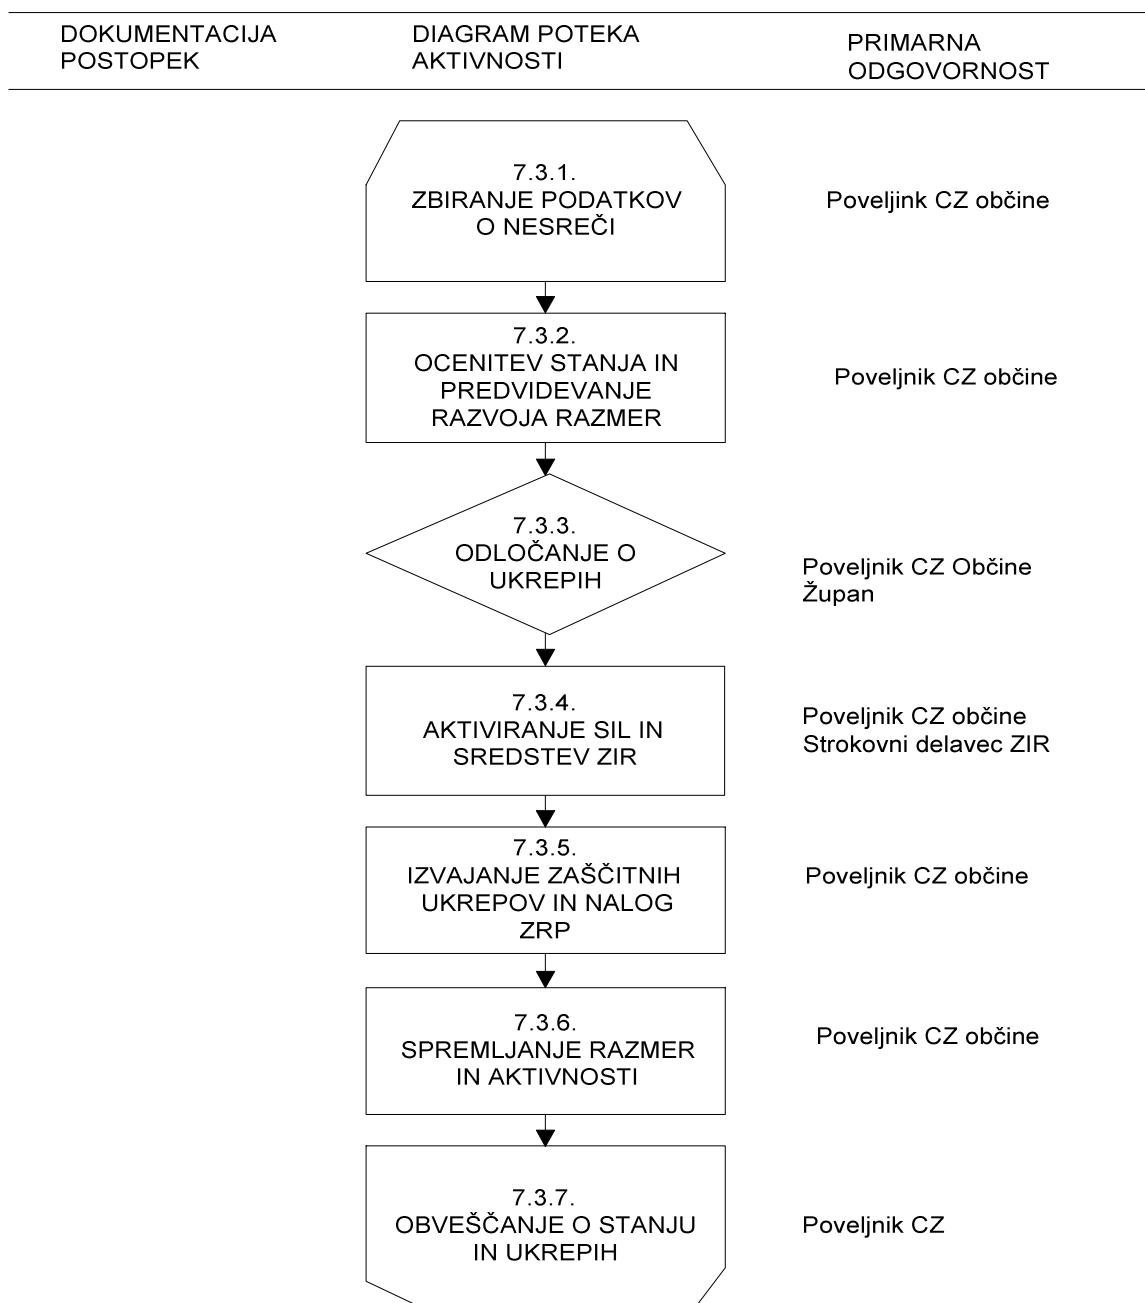 DOKUMENTACIJA
POSTOPEK
DIAGRAM POTEKA
AKTIVNOSTI
PRIMARNA
ODGOVORNOST
7.3.1.
ZBIRANJE PODATKOV
O NESREČI
Poveljink CZ občine
7.3.2.
OCENITEV STANJA IN
PREDVIDEVANJE
RAZVOJA RAZMER
Poveljnik CZ občine
7.3.3.
ODLOČANJE O
UKREPIH
Poveljnik CZ Občine
Župan
7.3.4.
AKTIVIRANJE SIL IN
SREDSTEV ZIR
Poveljnik CZ občine
Strokovni delavec ZIR
7.3.5.
IZVAJANJE ZAŠČITNIH
UKREPOV IN NALOG
ZRP
Poveljnik CZ občine
7.3.6.
SPREMLJANJE RAZMER
IN AKTIVNOSTI
Poveljnik CZ občine
7.3.7.
OBVEŠČANJE O STANJU
IN UKREPIH
Poveljnik CZ